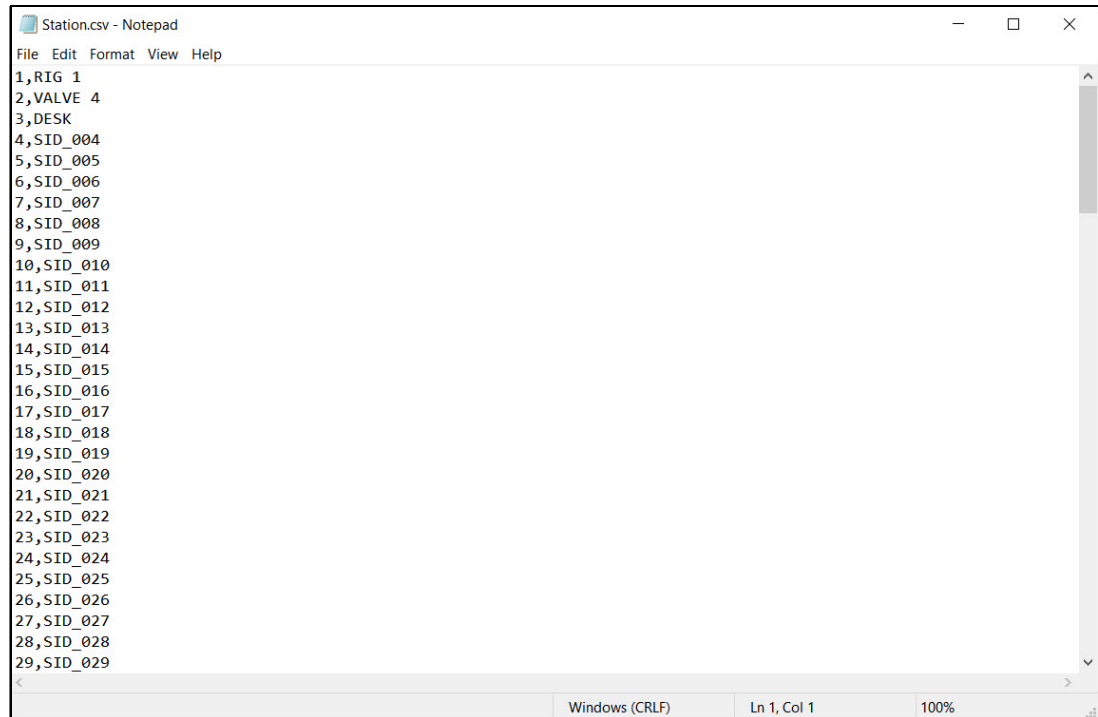 Station.csv - Notepad
File Edit Format View Help
1,RIG 1
2,VALVE 4
3,DESK
4,SID_004
5,SID_005
6,SID_006
7,SID_007
8,SID_008
9,SID_009
10,SID_010
11,SID_011
12,SID_012
13,SID_013
14,SID_014
15,SID_015
16,SID_016
17,SID_017
18,SID_018
19,SID_019
20,SID_020
21,SID_021
22,SID_022
23,SID_023
24,SID_024
25,SID_025
26,SID_026
27,SID_027
28,SID_028
29,SID_029
Windows (CRLF) Ln 1, Col 1 100%